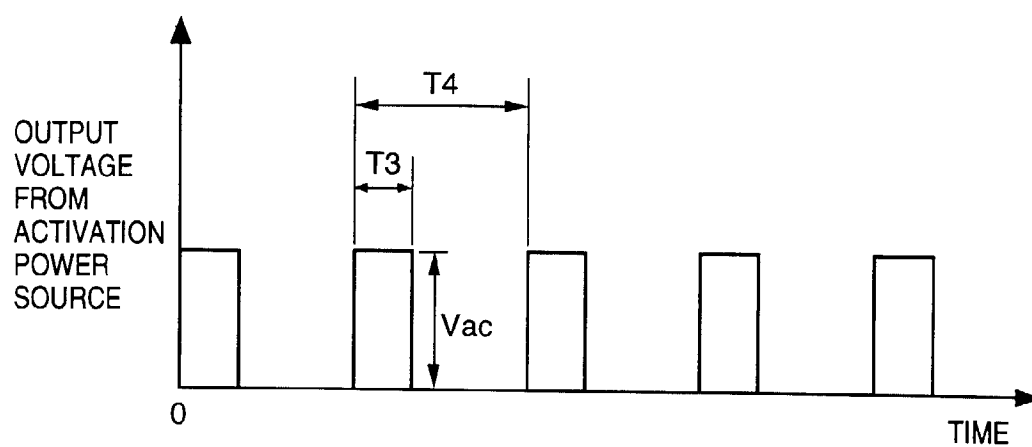 T4
OUTPUT
VOLTAGE
FROM
ACTIVATION
POWER
SOURCE
T3
Vac
0
TIME